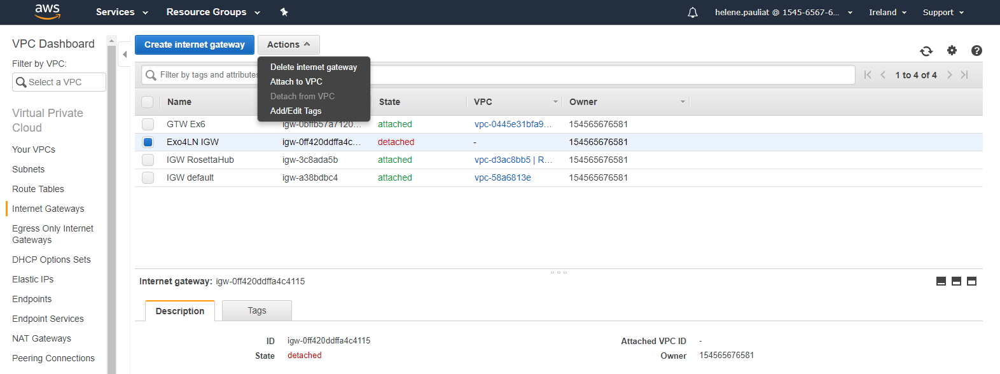 aws Services Resource Groups helene.pauliat @ 1545-6567-6... Ireland Support
VPC Dashboard
Filter by VPC:
Select a VPC
Virtual Private
Cloud
Your VPCs
Subnets
Route Tables
Internet Gateways
Egress Only Internet
Gateways
DHCP Options Sets
Elastic IPs
Endpoints
Endpoint Services
NAT Gateways
Peering Connections
Create internet gateway Actions
Delete internet gateway
Attach to VPC
Detach from VPC
Add/Edit Tags
Filter by tags and attributes 1 to 4 of 4
Name State VPC Owner
GTW Ex6 igw-0bffb57a7120... attached vpc-0445e31bfa9... 154565676581
Exo4LN IGW igw-0ff420ddffa4c... detached - 154565676581
IGW RosettaHub igw-3c8ada5b attached vpc-d3ac8bb5 | R... 154565676581
IGW default igw-a38bdbc4 attached vpc-58a6813e 154565676581
Internet gateway: igw-0ff420ddffa4c4115
Description Tags
ID igw-0ff420ddffa4c4115 Attached VPC ID -
State detached Owner 154565676581